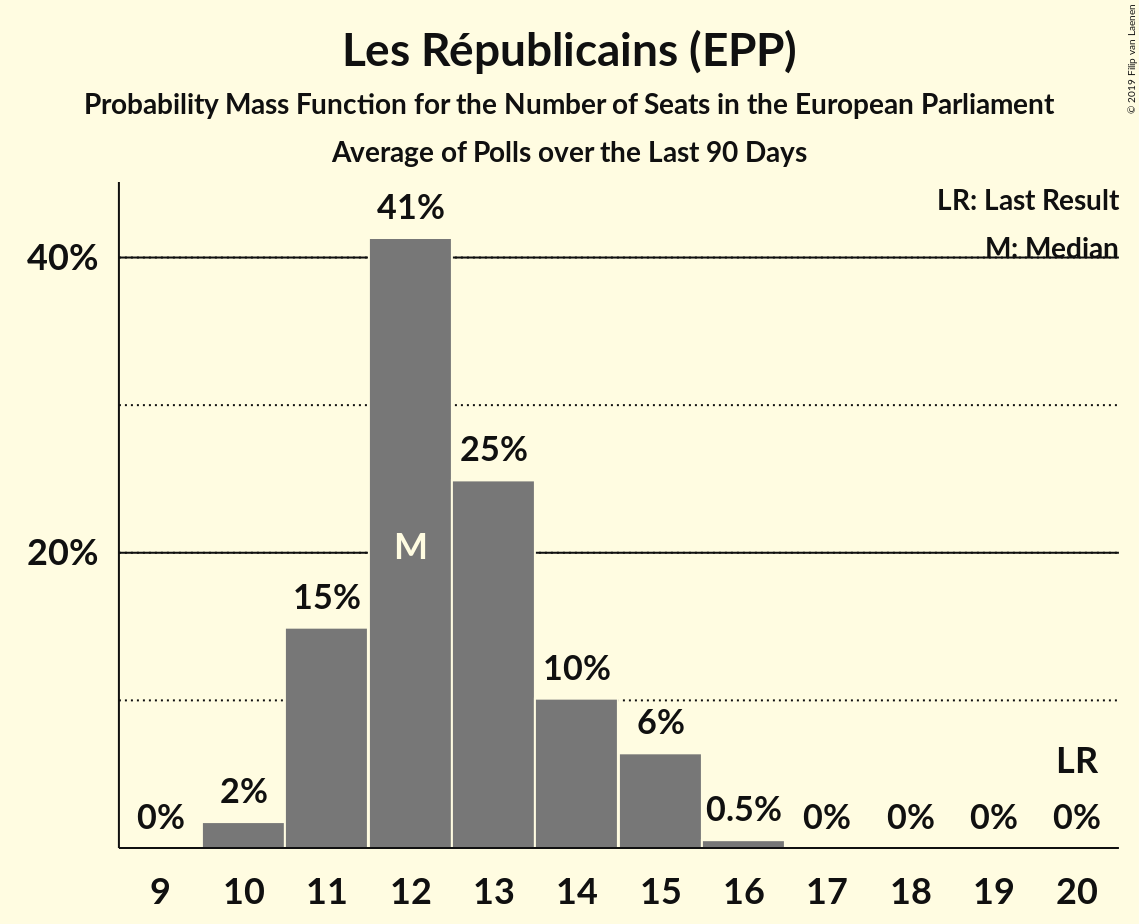 Les Républicains (EPP)
Probability Mass Function for the Number of Seats in the European Parliament
Average of Polls over the Last 90 Days
© 2019 Filip van Laenen
LR: Last Result
M: Median
41%
40%
25%
M
20%
15%
10%
6%
LR
2%
0%
0.5%
0%
0%
0%
0%
9 10 11 12 13 14 15 16 17 18 19 20